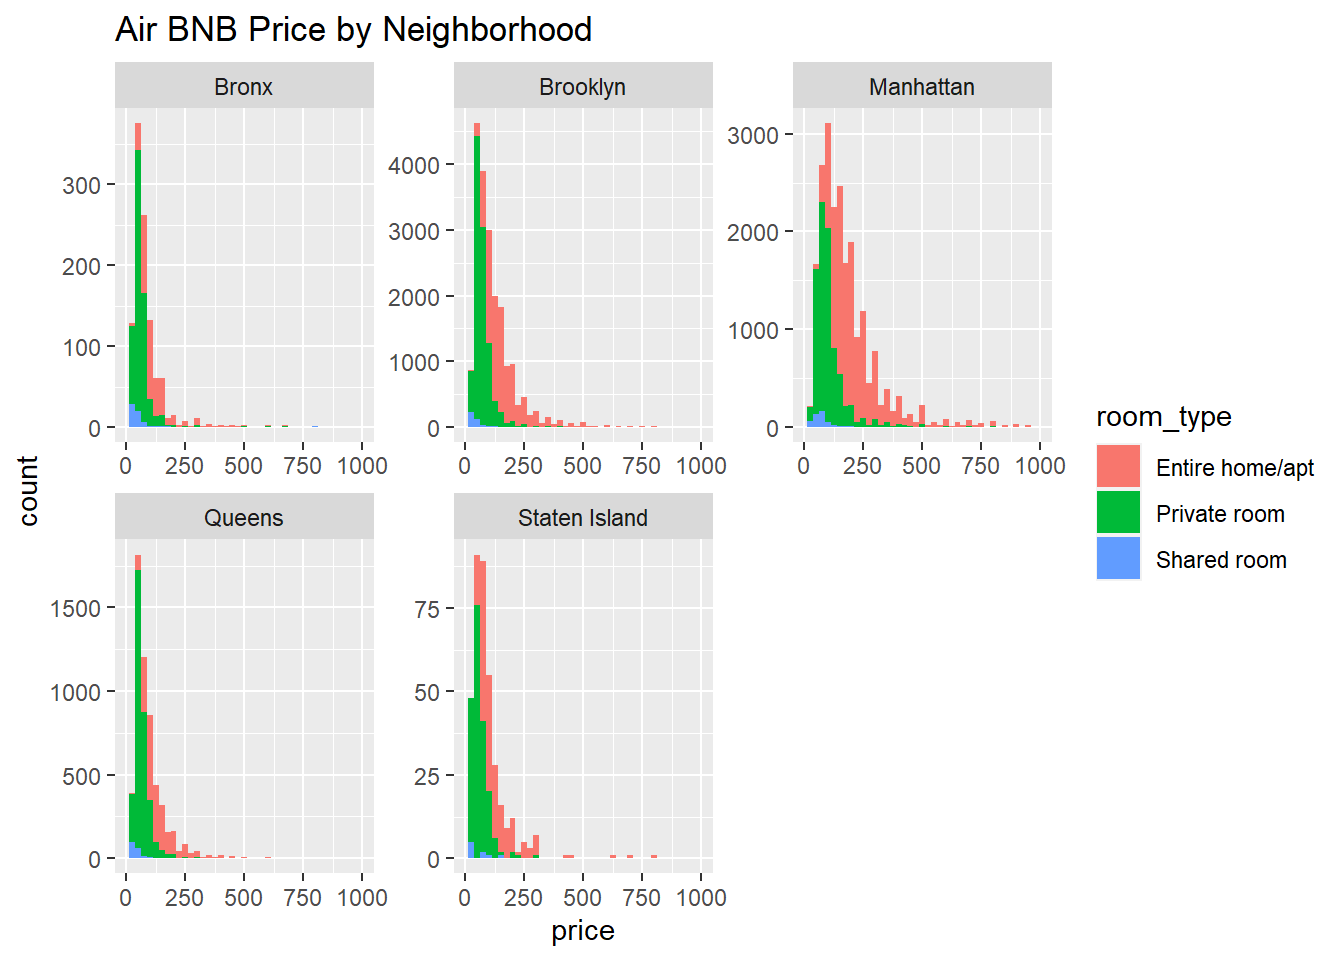 Air BNB Price by Neighborhood
Bronx
Brooklyn
Manhattan
300
200
100
0
4000
3000
2000
1000
0
3000
2000
1000
0
0 250 500 750 1000
0 250 500 750 1000
0 250 500 750 1000
Queens
Staten Island
1500
1000
500
0
75
50
25
0
0 250 500 750 1000
0 250 500 750 1000
count
price
room_type
Entire home/apt
Private room
Shared room